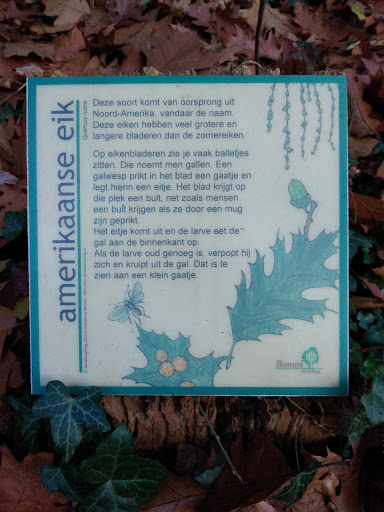 amerikaanse eik
Quercus rubra
Deze soort komt van oorsprong uit
Noord-Amerika, vandaar de naam.
Deze eiken hebben veel grotere en
langere bladeren dan de zomereiken.
Op eikenbladeren zie je vaak balletjes
zitten. Die noemt men gallen. Een
galwesp prikt in het blad een gaatje en
legt hierin een eitje. Het blad krijgt op
die plek een bult, net zoals mensen
een bult krijgen als ze door een mug
zijn geprikt.
Het eitje komt uit en de larve eet de
gal aan de binnenkant op.
Als de larve oud genoeg is, verpopt hij
zich en kruipt uit de gal. Dat is te
zien aan een klein gaatje.
Bomen